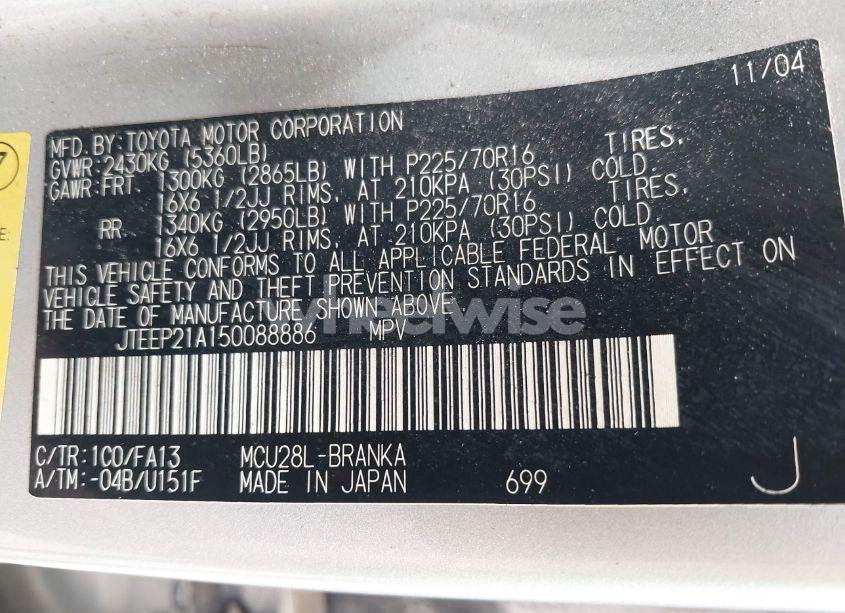 11/04
MFD.BY:TOYOTA MOTOR CORPORATION
GVWR:2430KG (5360LB)
GAWR:FRT 1300KG (2865LB) WITH P225/70R16 TIRES,
16X6 1/2JJ RIMS, AT 210KPA (30PSI) COLD.
RR 1340KG (2950LB) WITH P225/70R16 TIRES,
16X6 1/2JJ RIMS, AT 210KPA (30PSI) COLD.
THIS VEHICLE CONFORMS TO ALL APPLICABLE FEDERAL MOTOR
VEHICLE SAFETY AND THEFT PREVENTION STANDARDS IN EFFECT ON
THE DATE OF MANUFACTURE SHOWN ABOVE.
wheelwise
JTEEP21A150088886 MPV
C/TR:1C0/FA13 MCU28L-BRANKA
A/TM:-04B/U151F MADE IN JAPAN 699 J
7
E: